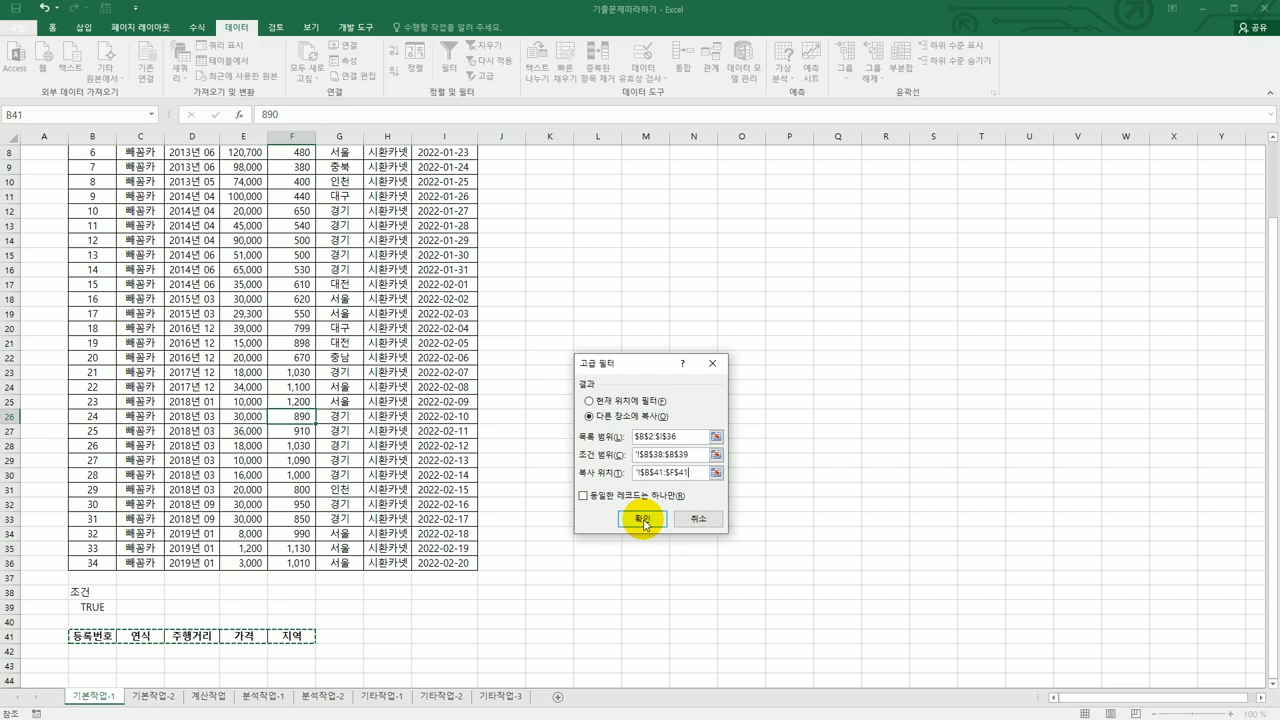 기출문제따라하기 - Excel
홈 삽입 페이지 레이아웃 수식 데이터 검토 보기 개발 도구 수행할 작업을 알려 주세요. 공유
Access 웹 텍스트 기타 원본에서 기존 연결 새 쿼리 쿼리 표시 테이블에서 최근에 사용한 원본 모두 새로 고침 연결 속성 연결 편집 정렬 필터 지우기 다시 적용 고급 텍스트 나누기 빠른 채우기 중복된 항목 제거 데이터 유효성 검사 통합 관계 데이터 모델 관리 가상 분석 예측 시트 그룹 그룹 해제 부분합 하위 수준 표시 하위 수준 숨기기
외부 데이터 가져오기 가져오기 및 변환 연결 정렬 및 필터 데이터 도구 예측 윤곽선
B41 890
A B C D E F G H I J K L M N O P Q R S T U V W X Y
8 6 빼꼼카 2013년 06 120,700 480 서울 시환카넷 2022-01-23
9 7 빼꼼카 2013년 06 98,000 380 충북 시환카넷 2022-01-24
10 8 빼꼼카 2013년 05 74,000 400 인천 시환카넷 2022-01-25
11 9 빼꼼카 2014년 04 100,000 440 대구 시환카넷 2022-01-26
12 10 빼꼼카 2014년 04 20,000 650 경기 시환카넷 2022-01-27
13 11 빼꼼카 2014년 04 45,000 540 경기 시환카넷 2022-01-28
14 12 빼꼼카 2014년 04 90,000 500 경기 시환카넷 2022-01-29
15 13 빼꼼카 2014년 06 51,000 500 경기 시환카넷 2022-01-30
16 14 빼꼼카 2014년 06 65,000 530 경기 시환카넷 2022-01-31
17 15 빼꼼카 2014년 06 35,000 610 대전 시환카넷 2022-02-01
18 16 빼꼼카 2015년 03 30,000 620 서울 시환카넷 2022-02-02
19 17 빼꼼카 2015년 03 29,300 550 서울 시환카넷 2022-02-03
20 18 빼꼼카 2016년 12 39,000 799 대구 시환카넷 2022-02-04
21 19 빼꼼카 2016년 12 15,000 898 대전 시환카넷 2022-02-05
22 20 빼꼼카 2016년 12 20,000 670 충남 시환카넷 2022-02-06
23 21 빼꼼카 2017년 12 18,000 1,030 경기 시환카넷 2022-02-07
24 22 빼꼼카 2017년 12 34,000 1,100 서울 시환카넷 2022-02-08
25 23 빼꼼카 2018년 01 10,000 1,200 서울 시환카넷 2022-02-09
26 24 빼꼼카 2018년 03 30,000 890 경기 시환카넷 2022-02-10
27 25 빼꼼카 2018년 03 36,000 910 경기 시환카넷 2022-02-11
28 26 빼꼼카 2018년 03 18,000 1,030 경기 시환카넷 2022-02-12
29 27 빼꼼카 2018년 03 10,000 1,090 경기 시환카넷 2022-02-13
30 28 빼꼼카 2018년 03 16,000 1,000 경기 시환카넷 2022-02-14
31 29 빼꼼카 2018년 03 20,000 800 인천 시환카넷 2022-02-15
32 30 빼꼼카 2018년 09 30,000 950 경기 시환카넷 2022-02-16
33 31 빼꼼카 2018년 09 30,000 850 경기 시환카넷 2022-02-17
34 32 빼꼼카 2019년 01 8,000 990 서울 시환카넷 2022-02-18
35 33 빼꼼카 2019년 01 1,200 1,130 서울 시환카넷 2022-02-19
36 34 빼꼼카 2019년 01 3,000 1,010 서울 시환카넷 2022-02-20
37
38 조건
39 TRUE
40
41 등록번호 연식 주행거리 가격 지역
42
43
44
고급 필터 ?
결과
현재 위치에 필터(F)
다른 장소에 복사(O)
목록 범위(L): $B$2:$I$36
조건 범위(C): '!$B$38:$B$39
복사 위치(T): '!$B$41:$F$41
동일한 레코드는 하나만(R)
확인 취소
기본작업-1 기본작업-2 계산작업 분석작업-1 분석작업-2 기타작업-1 기타작업-2 기타작업-3
참조 100 %